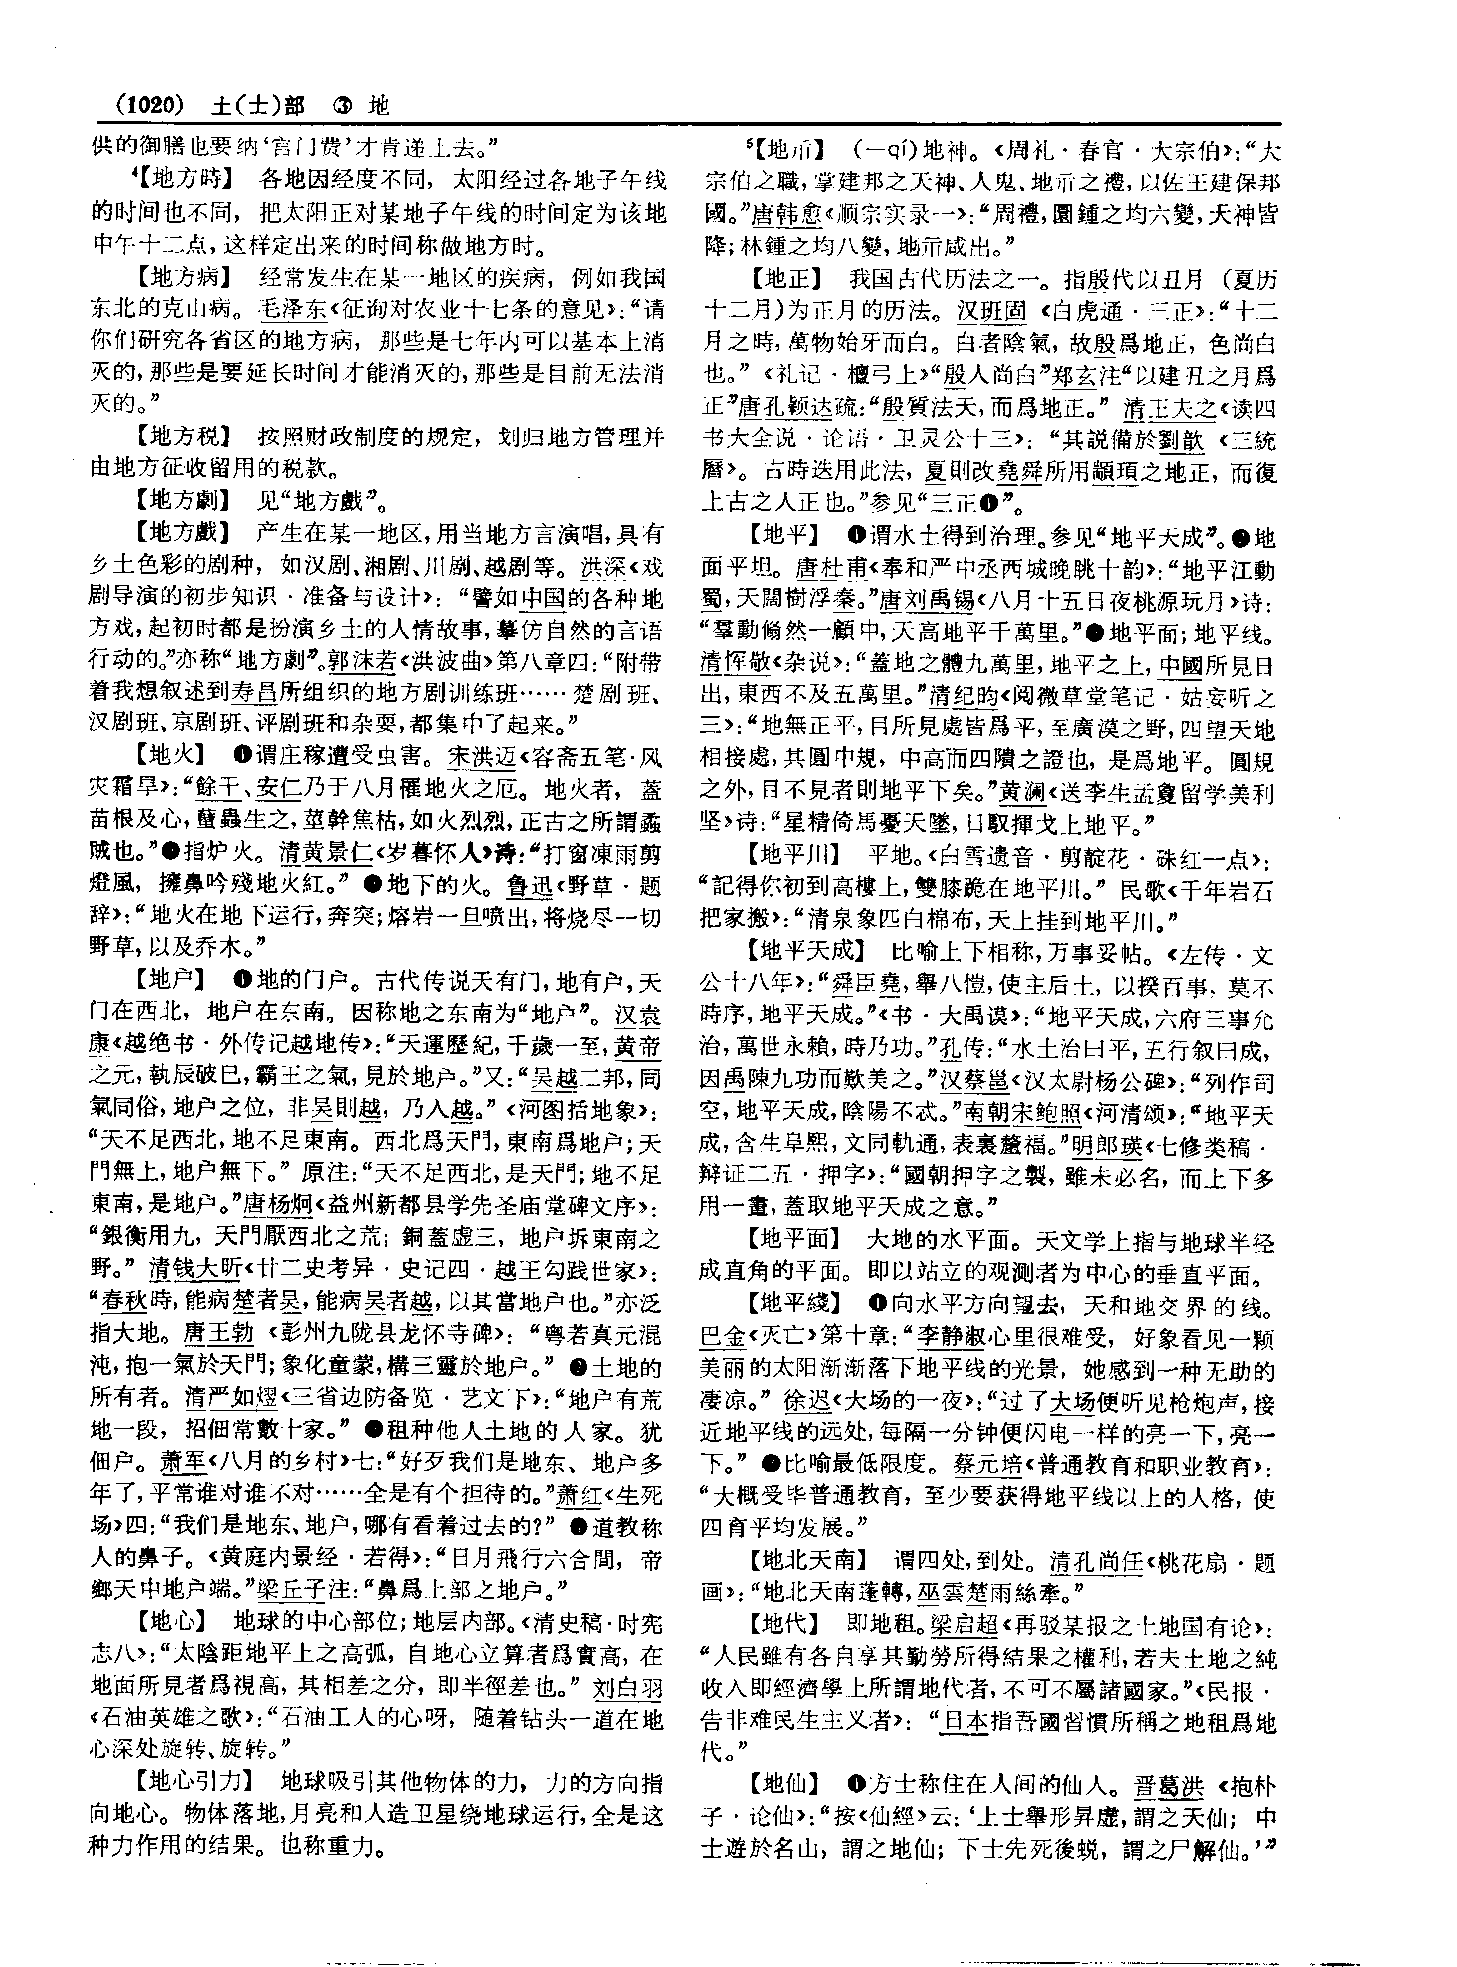 (1020) 土(士)部 ③ 地
供的御膳也要纳‘宫门费’才肯递上去。”
⁴【地方時】 各地因经度不同，太阳经过各地子午线
的时间也不同，把太阳正对某地子午线的时间定为该地
中午十二点，这样定出来的时间称做地方时。
【地方病】 经常发生在某一地区的疾病，例如我国
东北的克山病。毛泽东《征询对农业十七条的意见》：“请
你们研究各省区的地方病，那些是七年内可以基本上消
灭的，那些是要延长时间才能消灭的，那些是目前无法消
灭的。”
【地方税】 按照财政制度的规定，划归地方管理并
由地方征收留用的税款。
【地方劇】 见“地方戲”。
【地方戲】 产生在某一地区，用当地方言演唱，具有
乡土色彩的剧种，如汉剧、湘剧、川剧、越剧等。洪深《戏
剧导演的初步知识·准备与设计》：“譬如中国的各种地
方戏，起初时都是扮演乡土的人情故事，摹仿自然的言语
行动的。”亦称“地方劇”。郭沫若《洪波曲》第八章四：“附带
着我想叙述到寿昌所组织的地方剧训练班……楚剧班、
汉剧班、京剧班、评剧班和杂耍，都集中了起来。”
【地火】 ❶谓庄稼遭受虫害。宋洪迈《容斋五笔·风
灾霜旱》：“餘干、安仁乃于八月罹地火之厄。地火者，蓋
苗根及心，蠥蟲生之，莖幹焦枯，如火烈烈，正古之所謂蟊
賊也。”❷指炉火。清黄景仁《岁暮怀人》诗：“打窗凍雨剪
燈風，擁鼻吟殘地火紅。”❸地下的火。鲁迅《野草·题
辞》：“地火在地下运行，奔突；熔岩一旦喷出，将烧尽一切
野草，以及乔木。”
【地户】 ❶地的门户。古代传说天有门，地有户，天
门在西北，地户在东南。因称地之东南为“地户”。汉袁
康《越绝书·外传记越地传》：“天運歷紀，千歲一至，黄帝
之元，執辰破巳，霸王之氣，見於地户。”又：“吴越二邦，同
氣同俗，地户之位，非吴則越，乃入越。”《河图括地象》：
“天不足西北，地不足東南。西北爲天門，東南爲地户；天
門無上，地户無下。”原注：“天不足西北，是天門；地不足
東南，是地户。”唐杨炯《益州新都县学先圣庙堂碑文序》：
“銀衡用九，天門厭西北之荒；銅蓋虚三，地户坼東南之
野。”清钱大昕《廿二史考异·史记四·越王勾践世家》：
“春秋時，能病楚者吴，能病吴者越，以其當地户也。”亦泛
指大地。唐王勃《彭州九陇县龙怀寺碑》：“粤若真元混
沌，抱一氣於天門；象化童蒙，構三靈於地户。”❷土地的
所有者。清严如熤《三省边防备览·艺文下》：“地户有荒
地一段，招佃常數十家。”❸租种他人土地的人家。犹
佃户。萧军《八月的乡村》七：“好歹我们是地东、地户多
年了，平常谁对谁不对……全是有个担待的。”萧红《生死
场》四：“我们是地东、地户，哪有看着过去的？”❹道教称
人的鼻子。《黄庭内景经·若得》：“日月飛行六合間，帝
鄉天中地户端。”梁丘子注：“鼻爲上部之地户。”
【地心】 地球的中心部位；地层内部。《清史稿·时宪
志八》：“太陰距地平上之高弧，自地心立算者爲實高，在
地面所見者爲視高，其相差之分，即半徑差也。”刘白羽
《石油英雄之歌》：“石油工人的心呀，随着钻头一道在地
心深处旋转、旋转。”
【地心引力】 地球吸引其他物体的力，力的方向指
向地心。物体落地，月亮和人造卫星绕地球运行，全是这
种力作用的结果。也称重力。
⁵【地示】 (—qí)地神。《周礼·春官·大宗伯》：“大
宗伯之職，掌建邦之天神、人鬼、地示之禮，以佐王建保邦
國。”唐韩愈《顺宗实录一》：“周禮，圜鍾之均六變，天神皆
降；林鍾之均八變，地示咸出。”
【地正】 我国古代历法之一。指殷代以丑月（夏历
十二月）为正月的历法。汉班固《白虎通·三正》：“十二
月之時，萬物始牙而白。白者陰氣，故殷爲地正，色尚白
也。”《礼记·檀弓上》“殷人尚白”郑玄注“以建丑之月爲
正”唐孔颖达疏：“殷質法天，而爲地正。”清王夫之《读四
书大全说·论语·卫灵公十三》：“其説備於劉歆《三統
曆》。古時迭用此法，夏則改堯舜所用顓頊之地正，而復
上古之人正也。”参见“三正❶”。
【地平】 ❶谓水土得到治理。参见“地平天成”。❷地
面平坦。唐杜甫《奉和严中丞西城晚眺十韵》：“地平江動
蜀，天闊樹浮秦。”唐刘禹锡《八月十五日夜桃源玩月》诗：
“羣動翛然一顧中，天高地平千萬里。”❸地平面；地平线。
清恽敬《杂说》：“蓋地之體九萬里，地平之上，中國所見日
出，東西不及五萬里。”清纪昀《阅微草堂笔记·姑妄听之
三》：“地無正平，目所見處皆爲平，至廣漠之野，四望天地
相接處，其圓中規，中高而四隤之證也，是爲地平。圓規
之外，目不見者則地平下矣。”黄澜《送李生孟夐留学美利
坚》诗：“星精倚馬憂天墜，日馭揮戈上地平。”
【地平川】 平地。《白雪遗音·剪靛花·硃红一点》：
“記得你初到高樓上，雙膝跪在地平川。”民歌《千年岩石
把家搬》：“清泉象匹白棉布，天上挂到地平川。”
【地平天成】 比喻上下相称，万事妥帖。《左传·文
公十八年》：“舜臣堯，舉八愷，使主后土，以揆百事，莫不
時序，地平天成。”《书·大禹谟》：“地平天成，六府三事允
治，萬世永賴，時乃功。”孔传：“水土治曰平，五行叙曰成，
因禹陳九功而歎美之。”汉蔡邕《汉太尉杨公碑》：“列作司
空，地平天成，陰陽不忒。”南朝宋鲍照《河清颂》：“地平天
成，含生阜熙，文同軌通，表裏釐福。”明郎瑛《七修类稿·
辩证二五·押字》：“國朝押字之製，雖未必名，而上下多
用一畫，蓋取地平天成之意。”
【地平面】 大地的水平面。天文学上指与地球半径
成直角的平面。即以站立的观测者为中心的垂直平面。
【地平綫】 ❶向水平方向望去，天和地交界的线。
巴金《灭亡》第十章：“李静淑心里很难受，好象看见一颗
美丽的太阳渐渐落下地平线的光景，她感到一种无助的
凄凉。”徐迟《大场的一夜》：“过了大场便听见枪炮声，接
近地平线的远处，每隔一分钟便闪电一样的亮一下，亮一
下。”❷比喻最低限度。蔡元培《普通教育和职业教育》：
“大概受毕普通教育，至少要获得地平线以上的人格，使
四育平均发展。”
【地北天南】 谓四处，到处。清孔尚任《桃花扇·题
画》：“地北天南蓬轉，巫雲楚雨絲牽。”
【地代】 即地租。梁启超《再驳某报之土地国有论》：
“人民雖有各自享其勤勞所得結果之權利，若夫土地之純
收入即經濟學上所謂地代者，不可不屬諸國家。”《民报·
告非难民生主义者》：“日本指吾國習慣所稱之地租爲地
代。”
【地仙】 ❶方士称住在人间的仙人。晋葛洪《抱朴
子·论仙》：“按《仙經》云：‘上士舉形昇虚，謂之天仙；中
士遊於名山，謂之地仙；下士先死後蜕，謂之尸解仙。’”